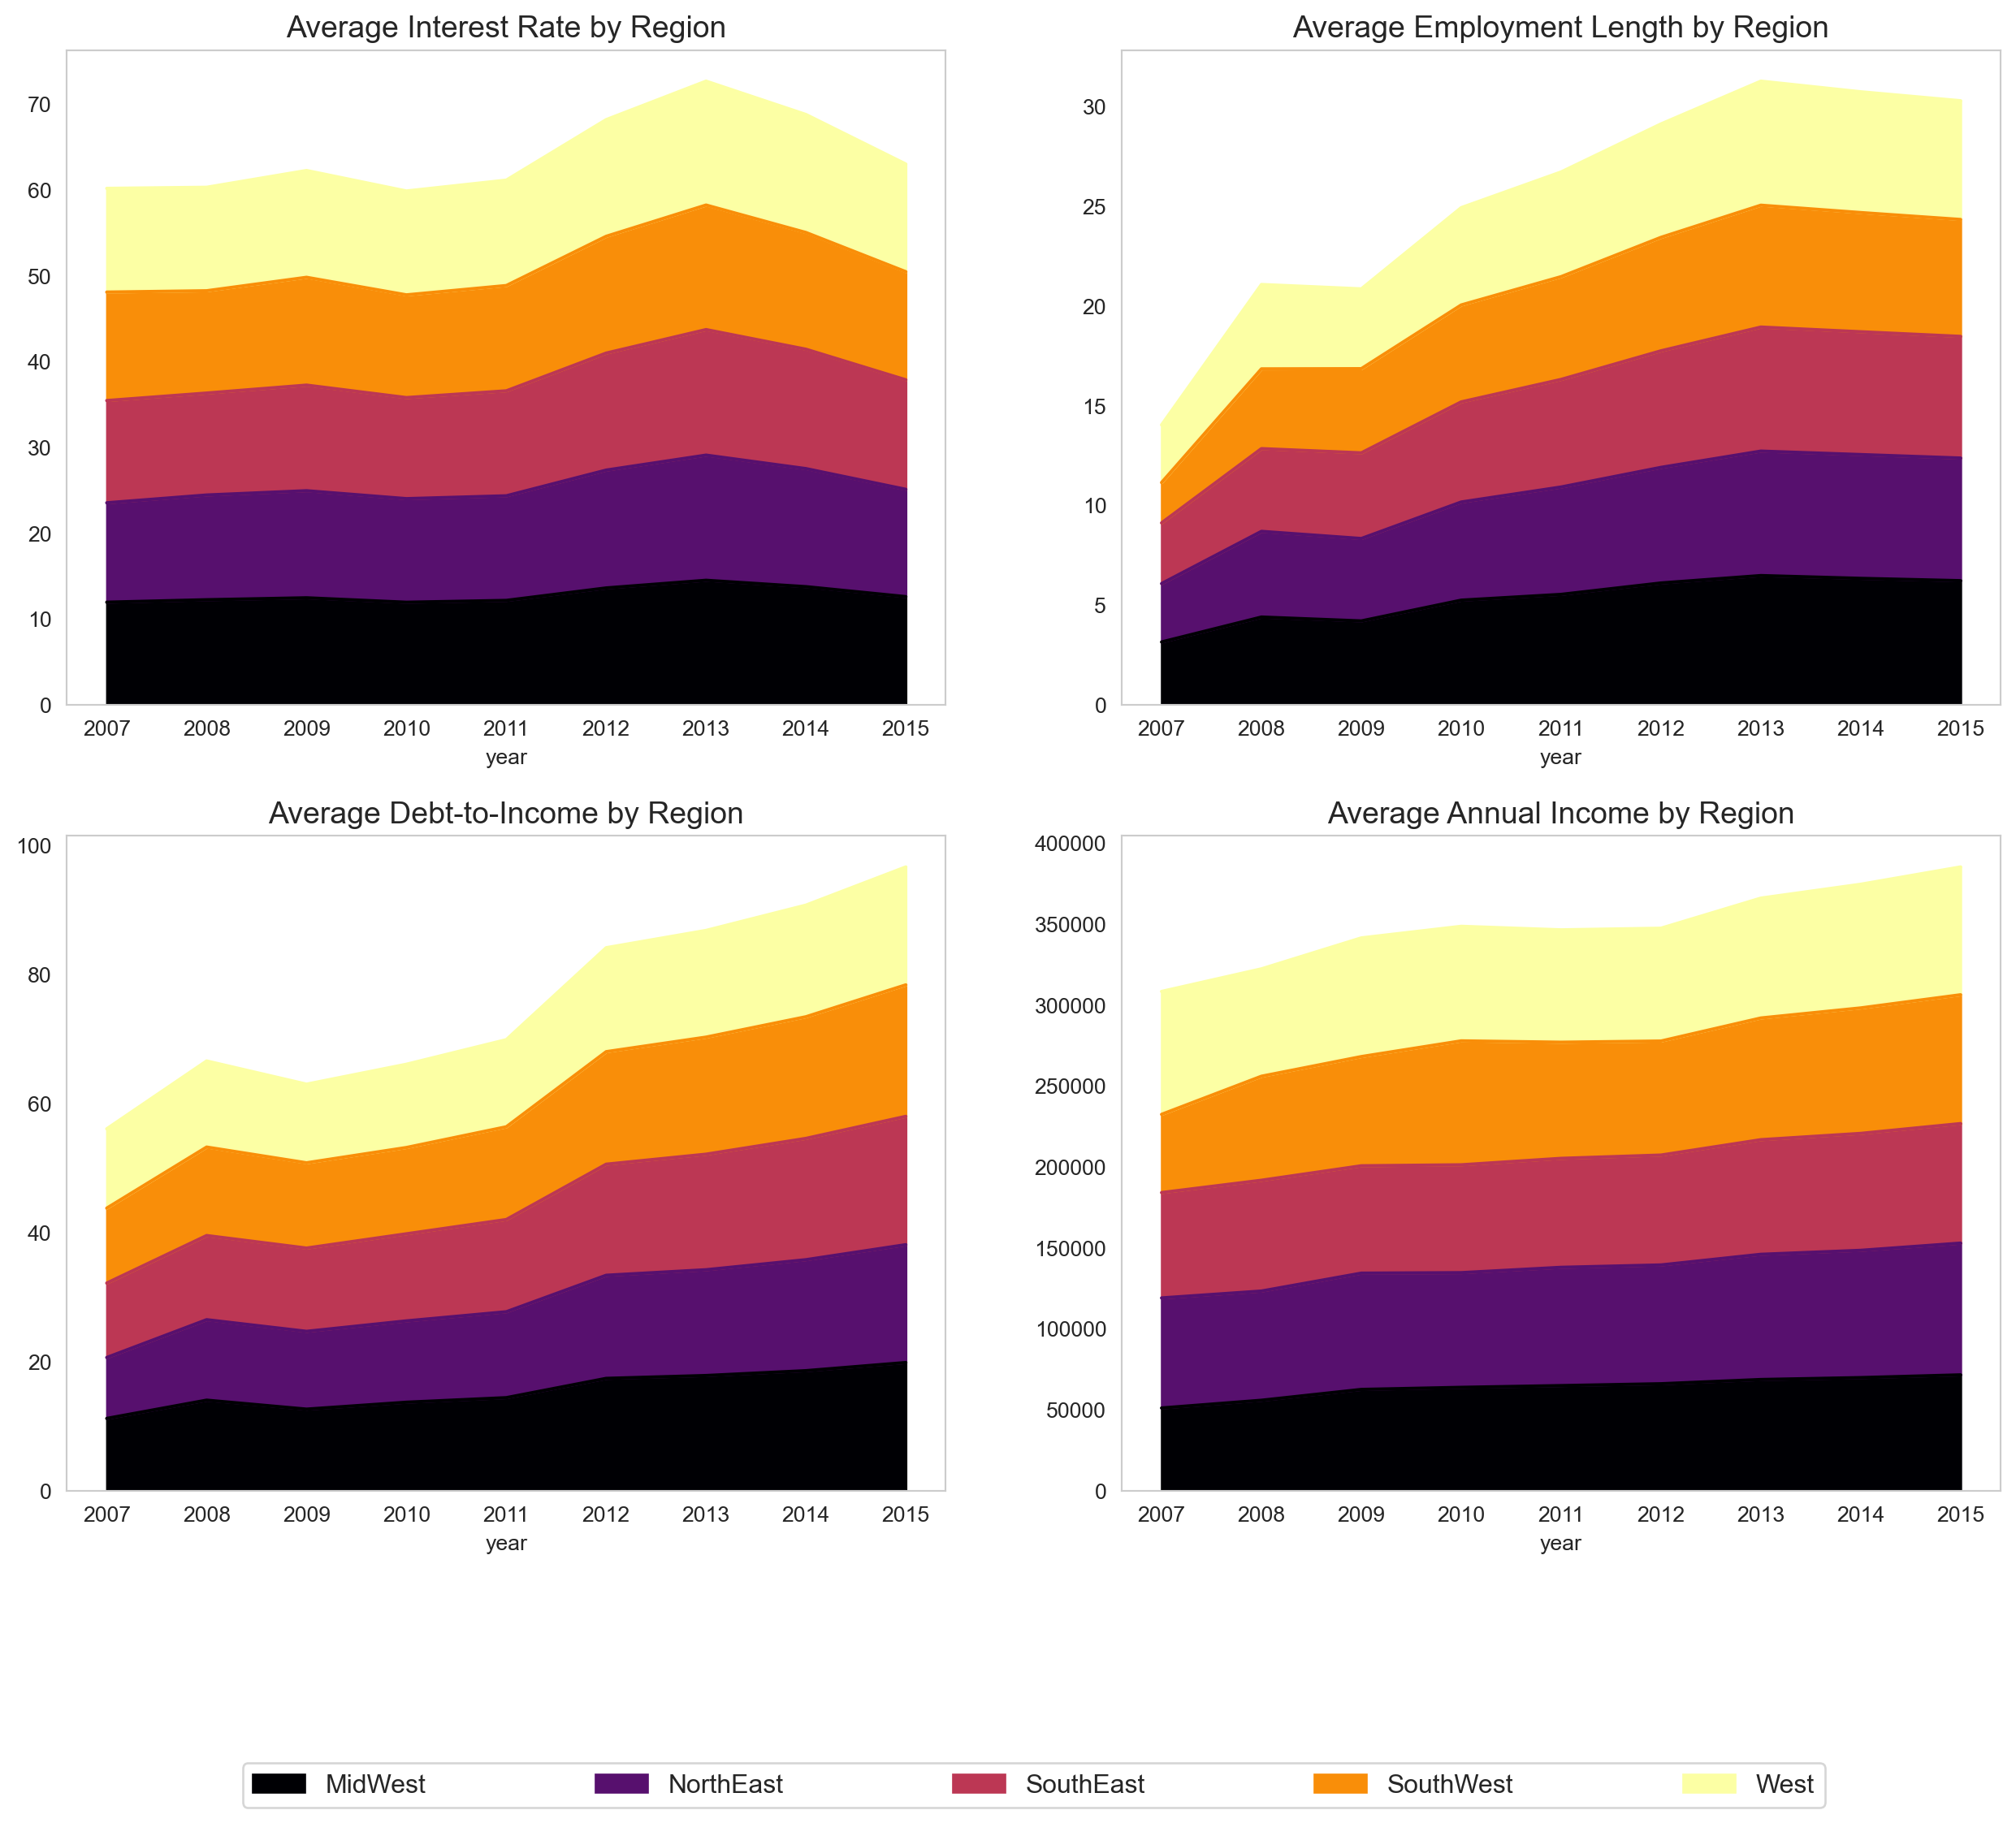 Average Interest Rate by Region
70
60
50
40
30
20
10
0
2007 2008 2009 2010 2011 2012 2013 2014 2015
year
Average Employment Length by Region
30
25
20
15
10
5
0
2007 2008 2009 2010 2011 2012 2013 2014 2015
year
Average Debt-to-Income by Region
100
80
60
40
20
0
2007 2008 2009 2010 2011 2012 2013 2014 2015
year
Average Annual Income by Region
400000
350000
300000
250000
200000
150000
100000
50000
0
2007 2008 2009 2010 2011 2012 2013 2014 2015
year
MidWest NorthEast SouthEast SouthWest West